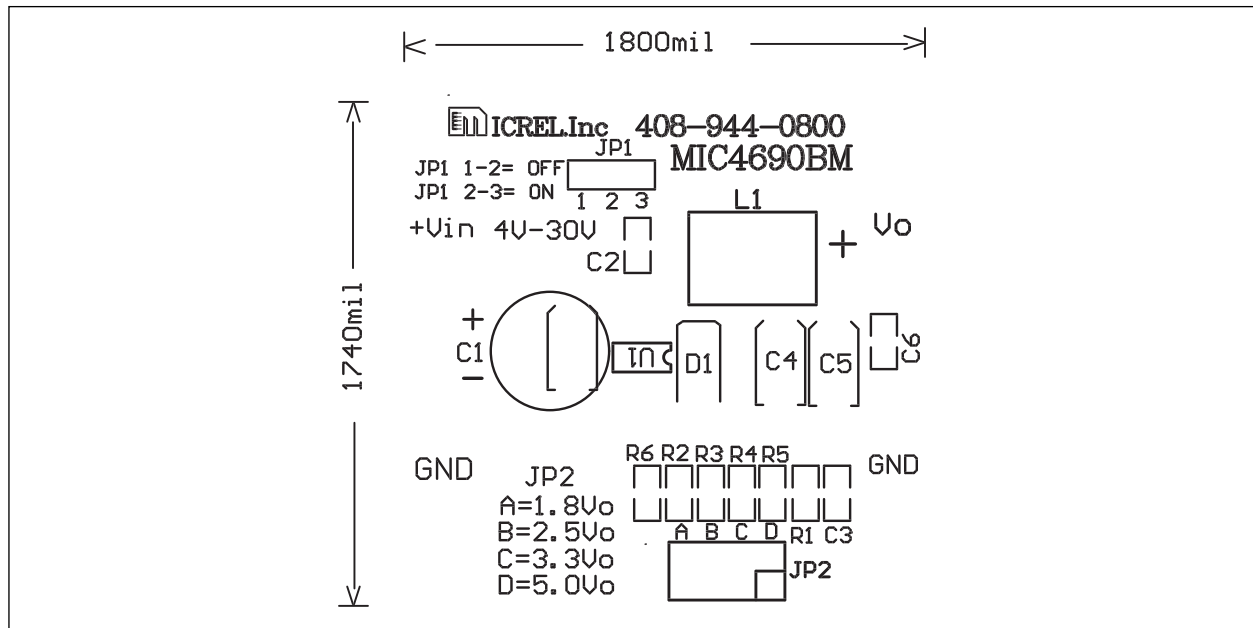 1800mil
MICREL.Inc 408-944-0800
JP1
MIC4690BM
JP1 1-2= OFF
JP1 2-3= ON
1 2 3
L1
+Vin 4V-30V
+ Vo
C2
1740mil
+
C1
−
U1
D1
C4
C5
C6
R6 R2 R3 R4 R5
GND
GND
JP2
A=1.8Vo
B=2.5Vo
C=3.3Vo
D=5.0Vo
A B C D R1 C3
JP2